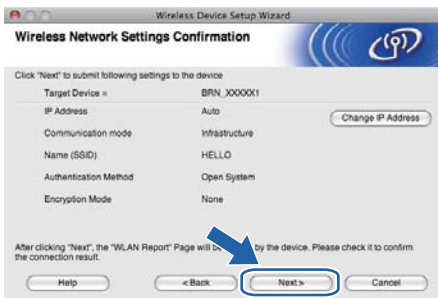 Wireless Device Setup Wizard
Wireless Network Settings Confirmation
Click "Next" to submit following settings to the device
Target Device = BRN_XXXXX1
IP Address Auto
Change IP Address
Communication mode Infrastructure
Name (SSID) HELLO
Authentication Method Open System
Encryption Mode None
After clicking "Next", the "WLAN Report" Page will be by the device. Please check it to confirm
the connection result.
Help < Back Next > Cancel